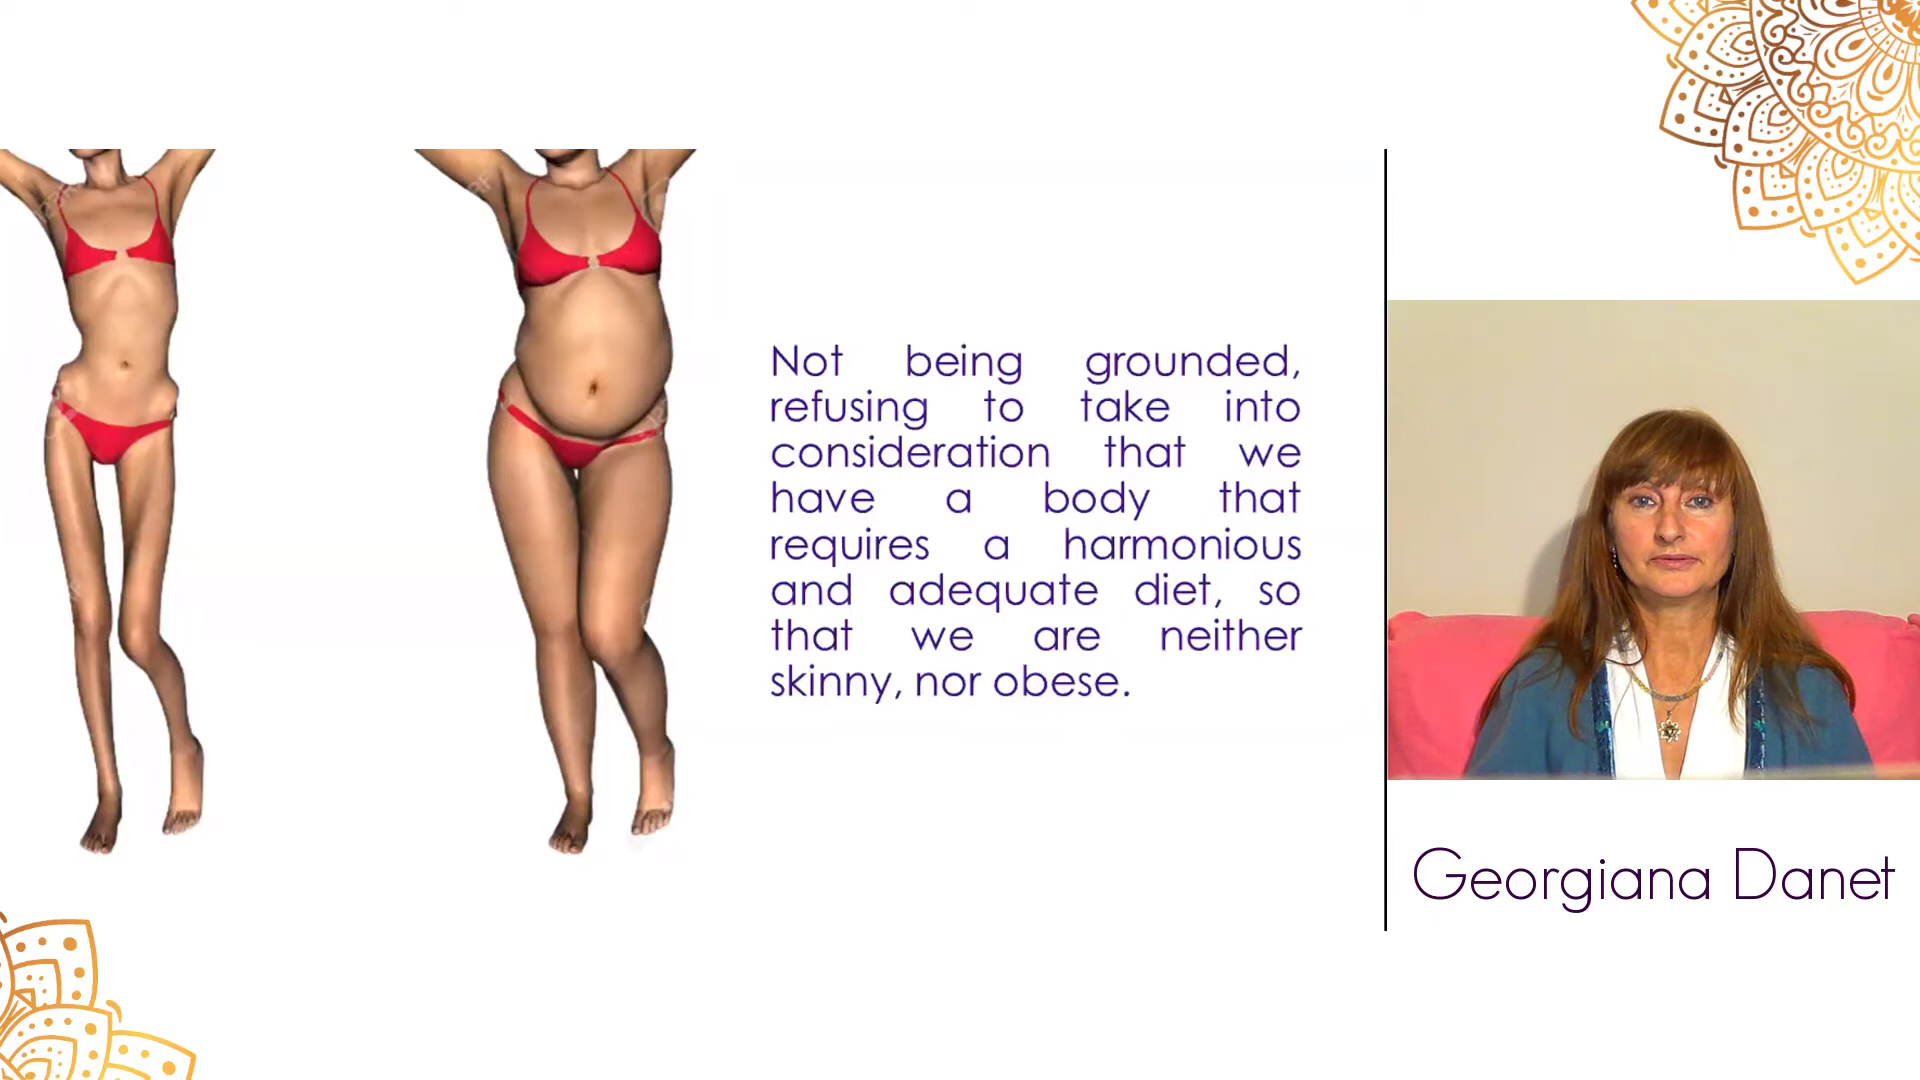 Not being grounded,
refusing to take into
consideration that we
have a body that
requires a harmonious
and adequate diet, so
that we are neither
skinny, nor obese.
Georgiana Danet